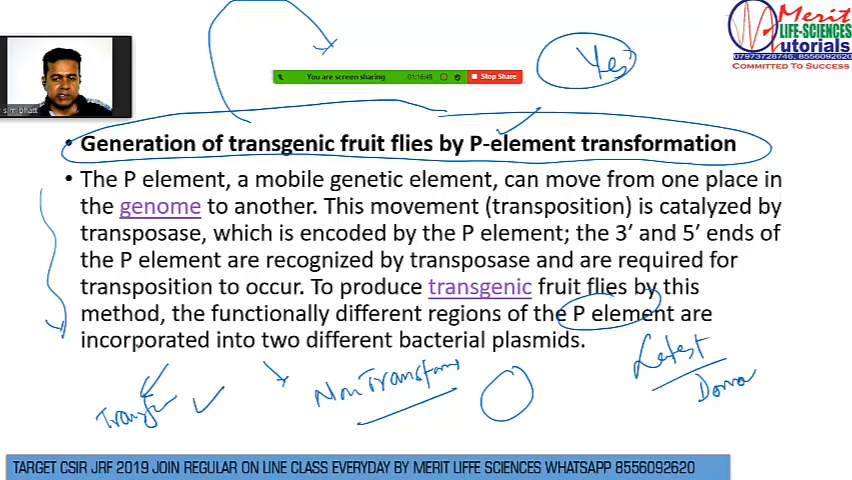 Merit
LIFE-SCIENCES
utorials
07973728746, 8556092620
COMMITTED TO SUCCESS
You are screen sharing
01:16:49
Stop Share
Yes
• Generation of transgenic fruit flies by P-element transformation
• The P element, a mobile genetic element, can move from one place in
the genome to another. This movement (transposition) is catalyzed by
transposase, which is encoded by the P element; the 3′ and 5′ ends of
the P element are recognized by transposase and are required for
transposition to occur. To produce transgenic fruit flies by this
method, the functionally different regions of the P element are
incorporated into two different bacterial plasmids.
Non Transform
TARGET CSIR JRF 2019 JOIN REGULAR ON LINE CLASS EVERYDAY BY MERIT LIFFE SCIENCES WHATSAPP 8556092620